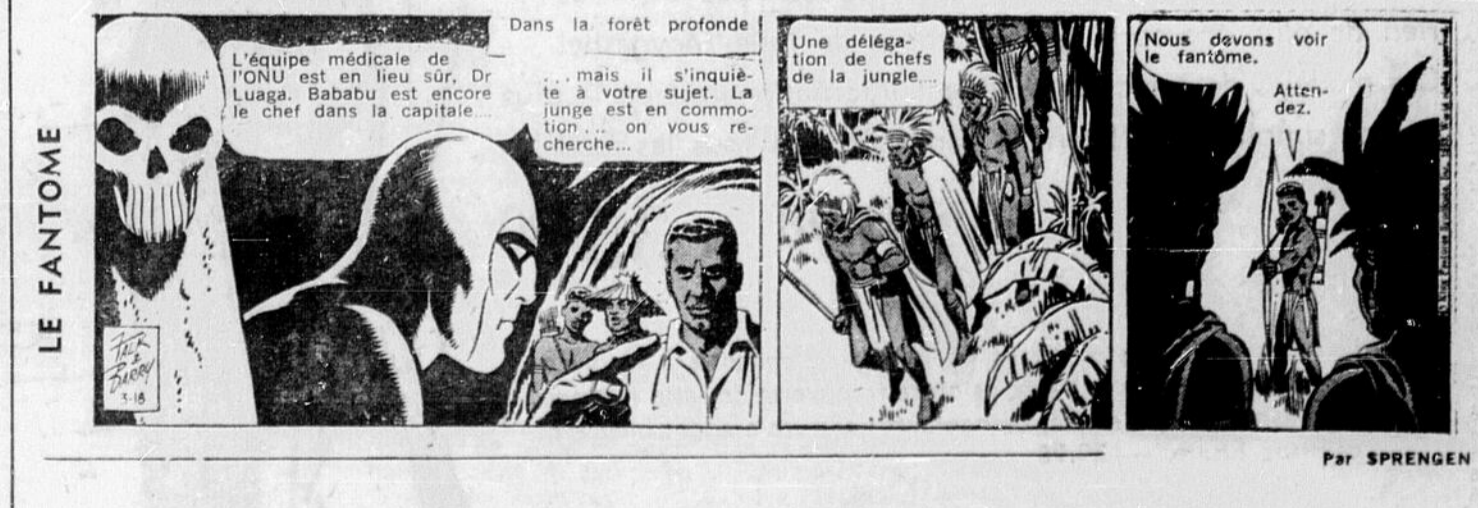 LE FANTOME
Dans la forêt profonde
L'équipe médicale de
l'ONU est en lieu sûr, Dr
Luaga. Bababu est encore
le chef dans la capitale...
...mais il s'inquiè-
te à votre sujet. La
junge est en commo-
tion... on vous re-
cherche...
FALK
&
BARRY
3-18
Une déléga-
tion de chefs
de la jungle...
Nous devons voir
le fantôme.
Atten-
dez.
Par SPRENGEN